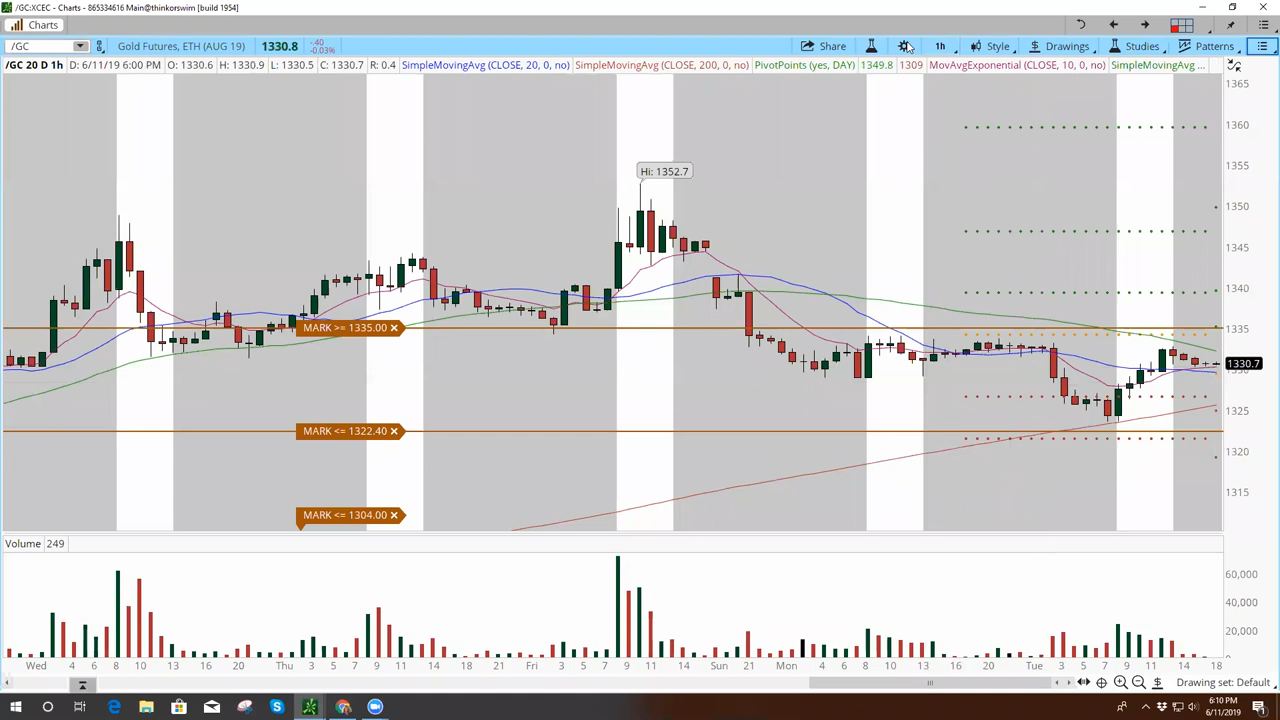 /GC:XCEC - Charts - 865334616 Main@thinkorswim [build 1954]
Charts
/GC
Gold Futures, ETH (AUG 19)
1330.8
-.40
-0.03%
Share
1h
Style
Drawings
Studies
Patterns
/GC 20 D 1h
D: 6/11/19 6:00 PM
O: 1330.6
H: 1330.9
L: 1330.5
C: 1330.7
R: 0.4
SimpleMovingAvg (CLOSE, 20, 0, no)
SimpleMovingAvg (CLOSE, 200, 0, no)
PivotPoints (yes, DAY)
1349.8
1309
MovAvgExponential (CLOSE, 10, 0, no)
SimpleMovingAvg ...
1365
1360
1355
1350
1345
1340
1335
1330
1325
1320
1315
Hi: 1352.7
MARK >= 1335.00
1330.7
MARK <= 1322.40
MARK <= 1304.00
Volume 249
60,000
40,000
20,000
0
Wed 4 6 8 10 13 16 20 Thu 3 5 7 9 11 14 18 22 Fri 3 5 7 9 11 14 Sun 21 Mon 4 6 8 10 12 16 20 Tue 3 5 7 9 11 14 18
Drawing set: Default
6:10 PM
6/11/2019